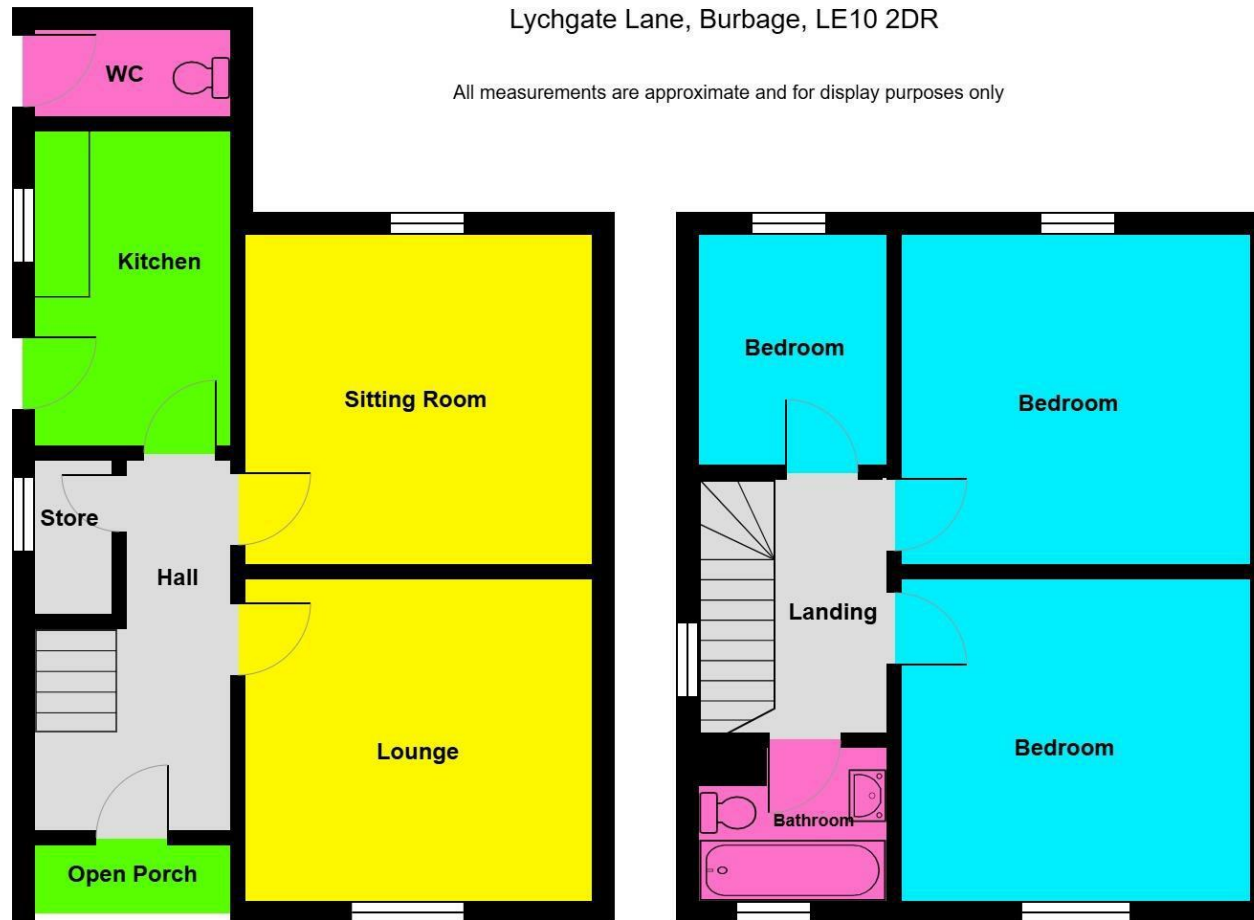 Lychgate Lane, Burbage, LE10 2DR
All measurements are approximate and for display purposes only
WC
Kitchen
Sitting Room
Store
Hall
Lounge
Open Porch
Bedroom
Bedroom
Landing
Bedroom
Bathroom